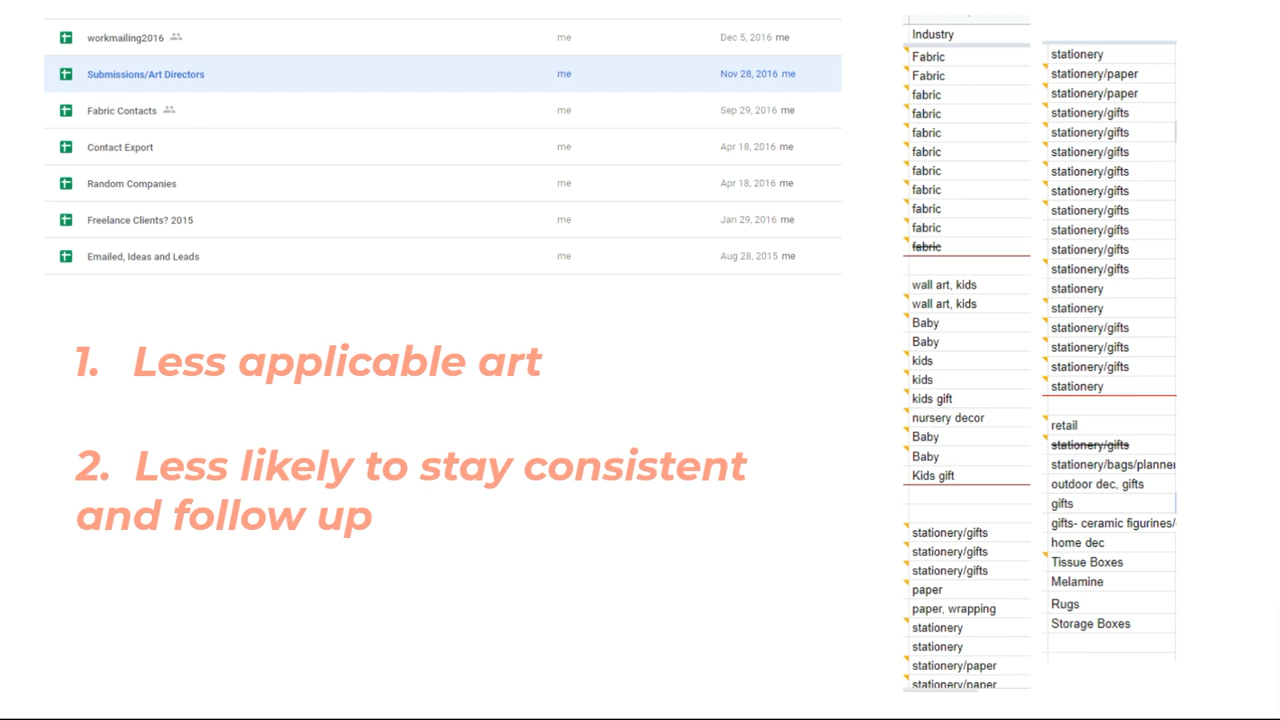 workmailing2016 me Dec 5, 2016 me
Submissions/Art Directors me Nov 28, 2016 me
Fabric Contacts me Sep 29, 2016 me
Contact Export me Apr 18, 2016 me
Random Companies me Apr 18, 2016 me
Freelance Clients? 2015 me Jan 29, 2016 me
Emailed, Ideas and Leads me Aug 28, 2015 me
1. Less applicable art
2. Less likely to stay consistent
and follow up
Industry
Fabric
Fabric
fabric
fabric
fabric
fabric
fabric
fabric
fabric
fabric
fabric
wall art, kids
wall art, kids
Baby
Baby
kids
kids
kids gift
nursery decor
Baby
Baby
Kids gift
stationery/gifts
stationery/gifts
stationery/gifts
paper
paper, wrapping
stationery
stationery
stationery/paper
stationery/paper
stationery
stationery/paper
stationery/paper
stationery/gifts
stationery/gifts
stationery/gifts
stationery/gifts
stationery/gifts
stationery/gifts
stationery/gifts
stationery/gifts
stationery/gifts
stationery
stationery
stationery/gifts
stationery/gifts
stationery/gifts
stationery
retail
stationery/gifts
stationery/bags/planner
outdoor dec, gifts
gifts
gifts- ceramic figurines/
home dec
Tissue Boxes
Melamine
Rugs
Storage Boxes